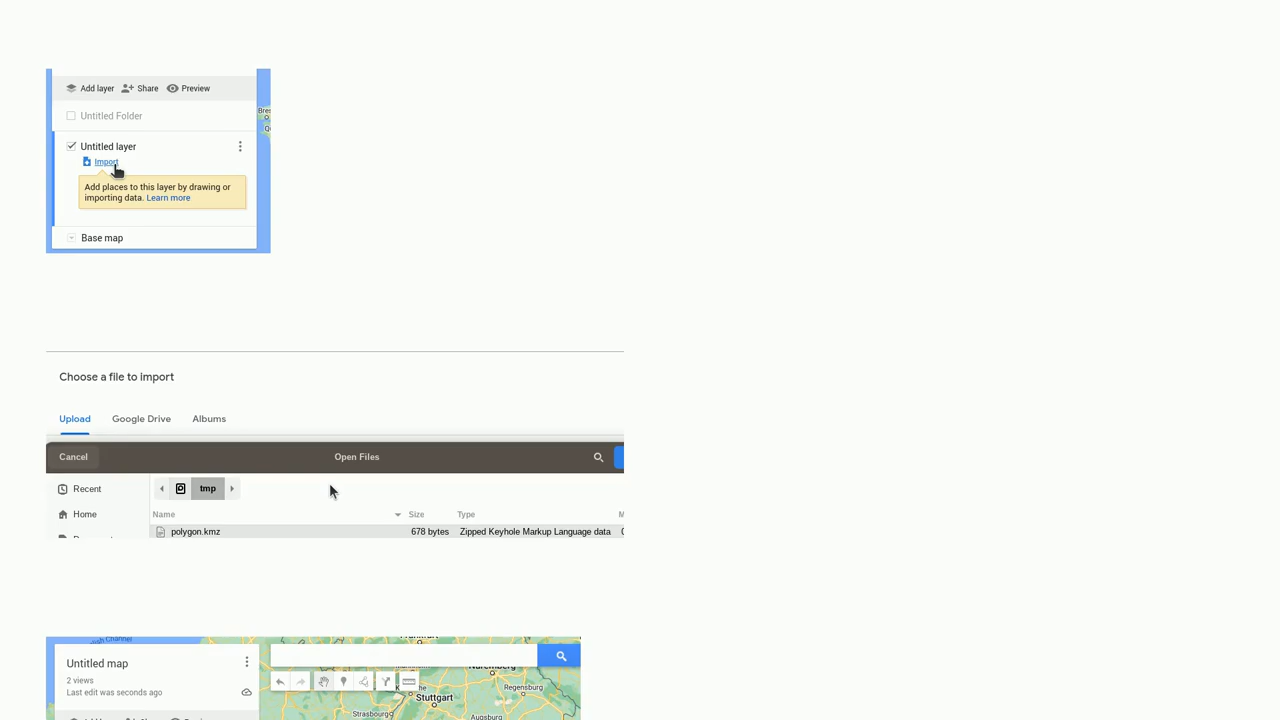 Add layer Share Preview
Untitled Folder
Untitled layer
Import
Add places to this layer by drawing or
importing data. Learn more
Base map
Bres
Choose a file to import
Upload Google Drive Albums
Cancel Open Files
Recent tmp
Home Name Size Type
polygon.kmz 678 bytes Zipped Keyhole Markup Language data
Untitled map
2 views
Last edit was seconds ago
Nuremberg
Regensburg
Stuttgart
Strasbourg
Augsburg